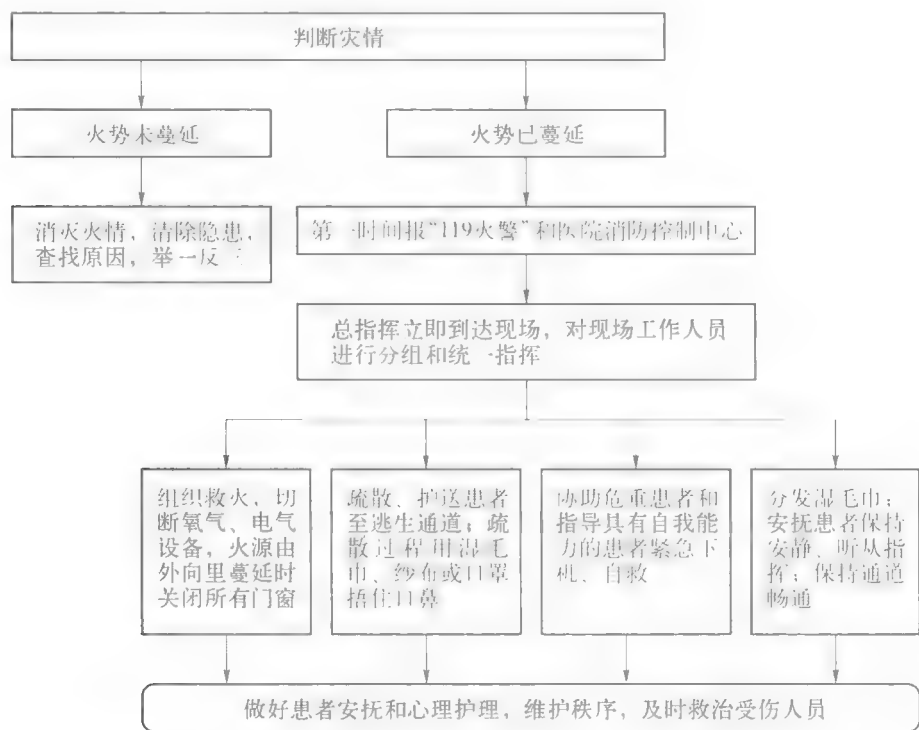 判断灾情
火势未蔓延
火势已蔓延
消灭火情，清除隐患，
查找原因，举一反三
第一时间报“119火警”和医院消防控制中心
总指挥立即到达现场，对现场工作人员
进行分组和统一指挥
组织救火、切
断氧气、电气
设备，火源由
外向里蔓延时
关闭所有门窗
疏散、护送患者
至逃生通道；疏
散过程用湿毛
巾、纱布或口罩
捂住口鼻
协助危重患者和
指导具有自我能
力的患者紧急下
机、自救
分发湿毛巾；
安抚患者保持
安静、听从指
挥；保持通道
畅通
做好患者安抚和心理护理，维护秩序，及时救治受伤人员